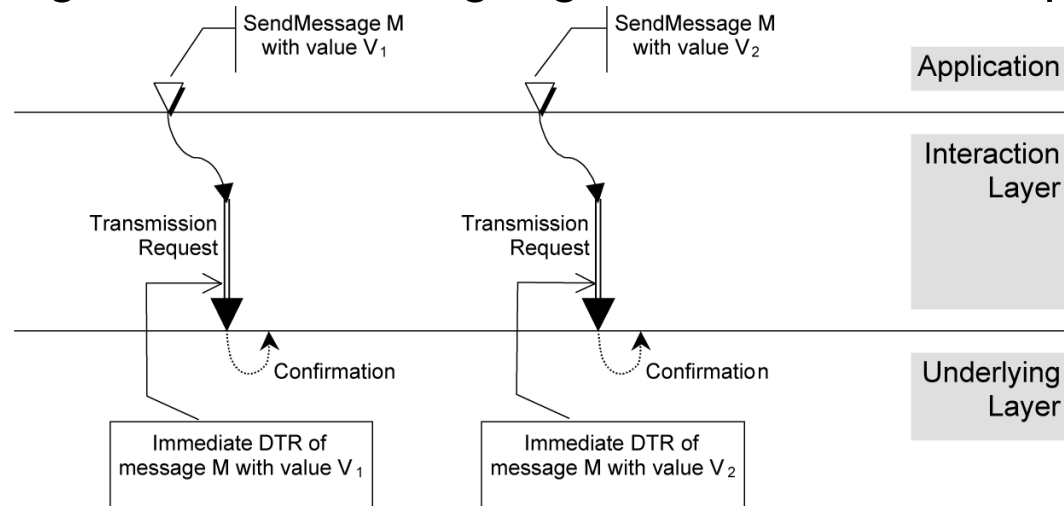 SendMessage M
with value V₁
SendMessage M
with value V₂
Application
Interaction
Layer
Transmission
Request
Transmission
Request
Confirmation
Confirmation
Underlying
Layer
Immediate DTR of
message M with value V₁
Immediate DTR of
message M with value V₂